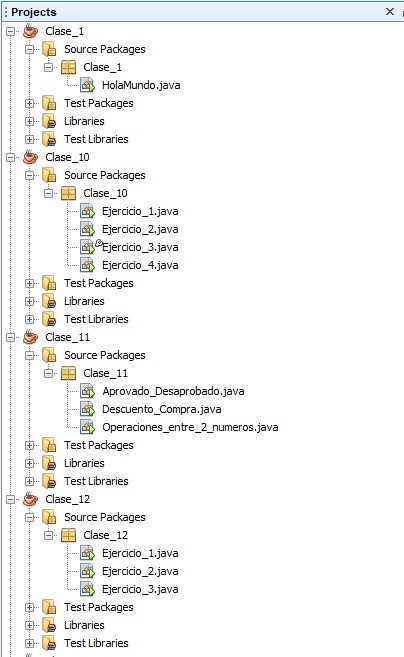 Projects
Clase_1
Source Packages
Clase_1
HolaMundo.java
Test Packages
Libraries
Test Libraries
Clase_10
Source Packages
Clase_10
Ejercicio_1.java
Ejercicio_2.java
Ejercicio_3.java
Ejercicio_4.java
Test Packages
Libraries
Test Libraries
Clase_11
Source Packages
Clase_11
Aprovado_Desaprobado.java
Descuento_Compra.java
Operaciones_entre_2_numeros.java
Test Packages
Libraries
Test Libraries
Clase_12
Source Packages
Clase_12
Ejercicio_1.java
Ejercicio_2.java
Ejercicio_3.java
Test Packages
Libraries
Test Libraries